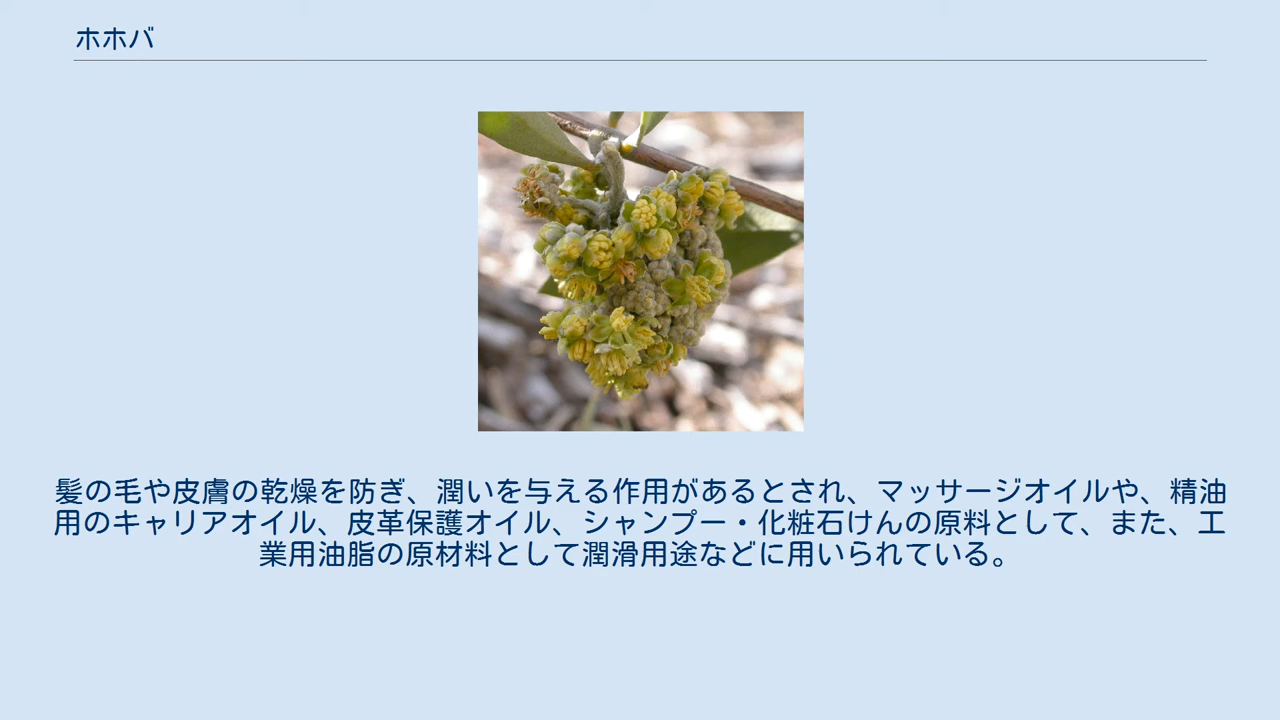 ホホバ
髪の毛や皮膚の乾燥を防ぎ、潤いを与える作用があるとされ、マッサージオイルや、精油
用のキャリアオイル、皮革保護オイル、シャンプー・化粧石けんの原料として、また、工
業用油脂の原材料として潤滑用途などに用いられている。